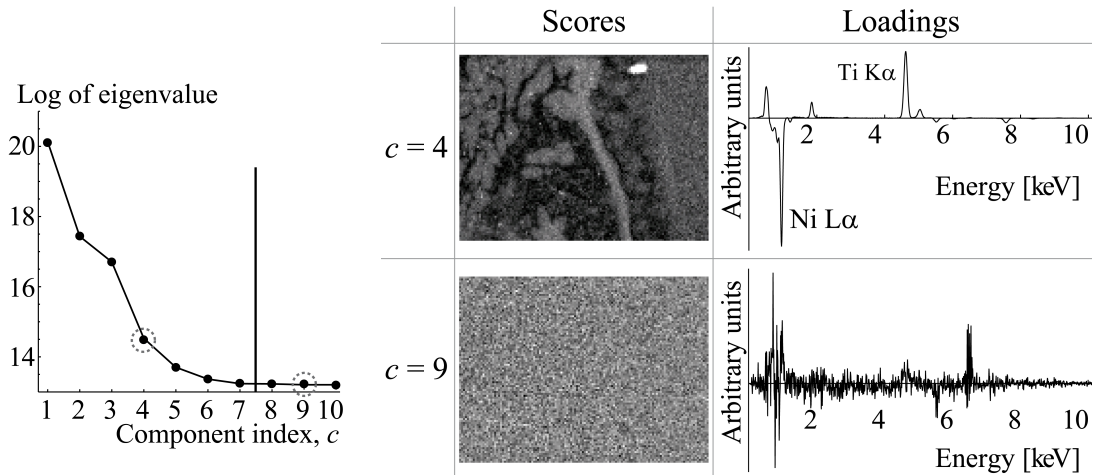 Log of eigenvalue
20
18
16
14
1 2 3 4 5 6 7 8 9 10
Component index, c
Scores
Loadings
c = 4
Arbitrary units
Ti Kα
2 4 6 8 10
Energy [keV]
Ni Lα
c = 9
Arbitrary units
2 4 6 8 10
Energy [keV]